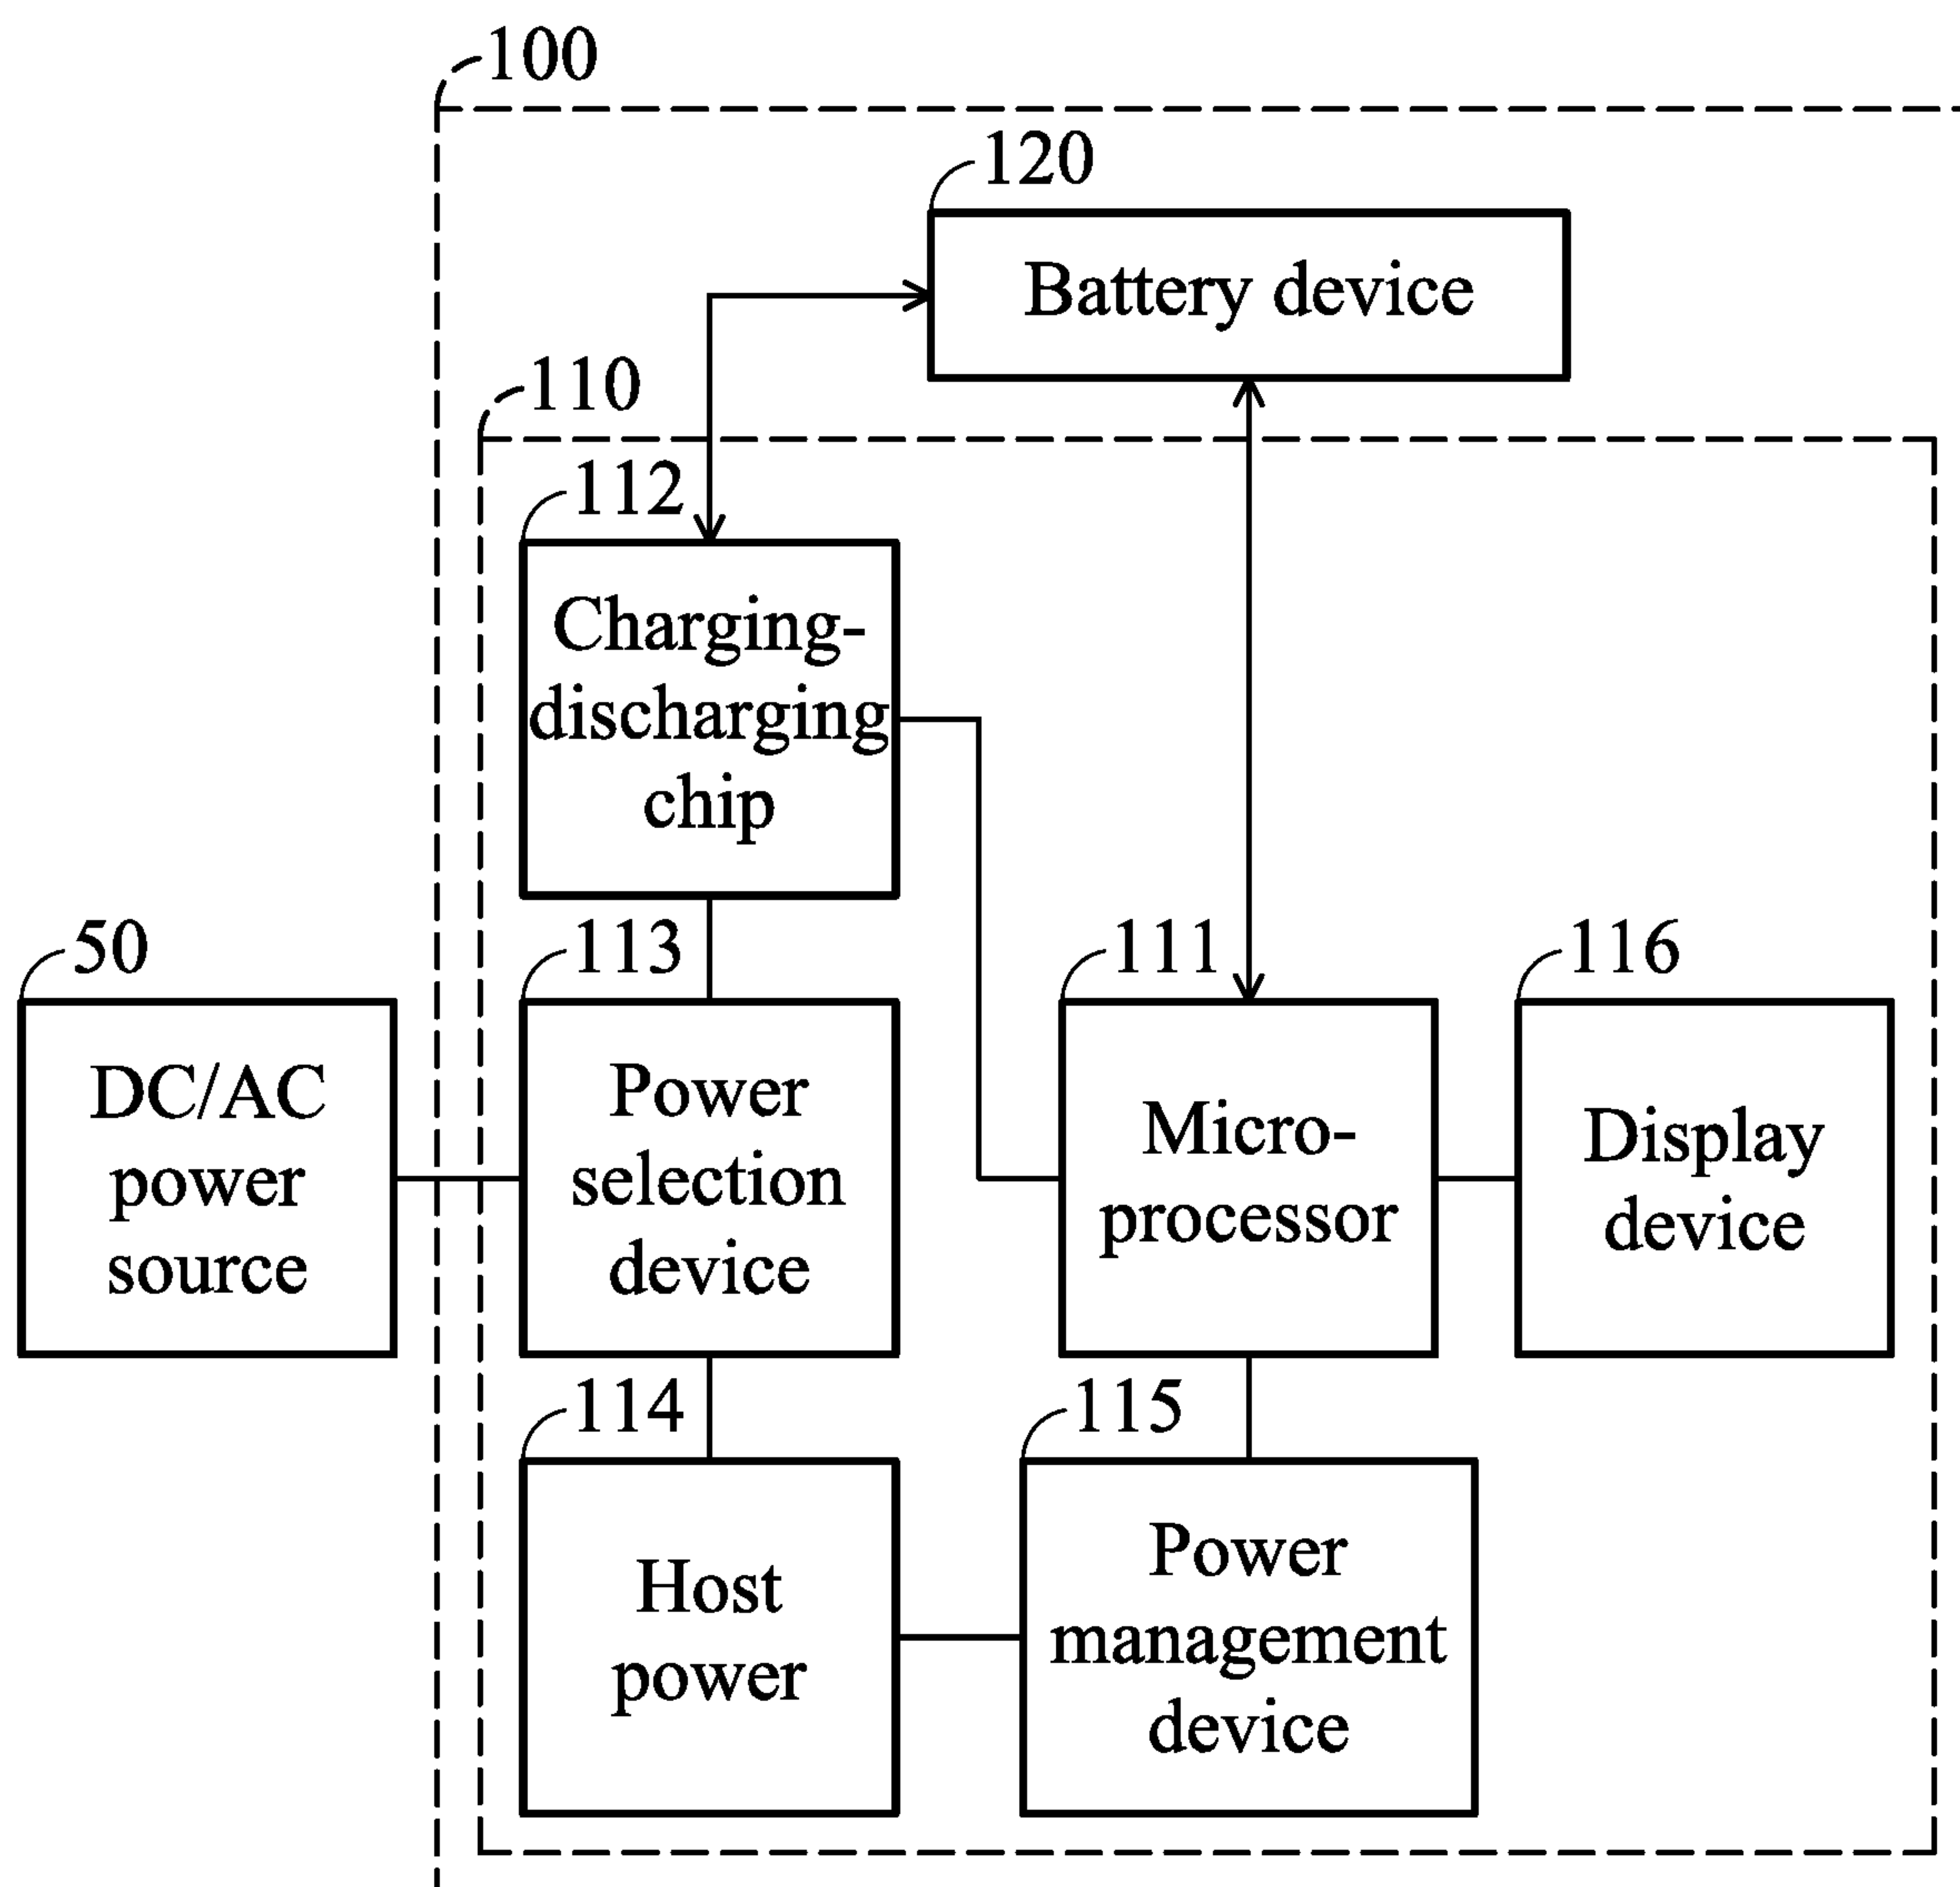 100
120
Battery device
110
112
Charging-
discharging
chip
50
DC/AC
power
source
113
Power
selection
device
111
Micro-
processor
116
Display
device
114
Host
power
115
Power
management
device